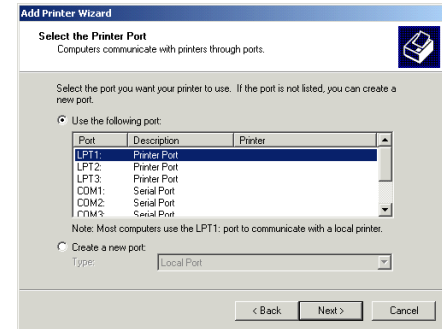 Add Printer Wizard
Select the Printer Port
Computers communicate with printers through ports.
Select the port you want your printer to use. If the port is not listed, you can create a
new port.
Use the following port:
Port Description Printer
LPT1: Printer Port
LPT2: Printer Port
LPT3: Printer Port
COM1: Serial Port
COM2: Serial Port
COM3: Serial Port
Note: Most computers use the LPT1: port to communicate with a local printer.
Create a new port:
Type: Local Port
< Back Next > Cancel